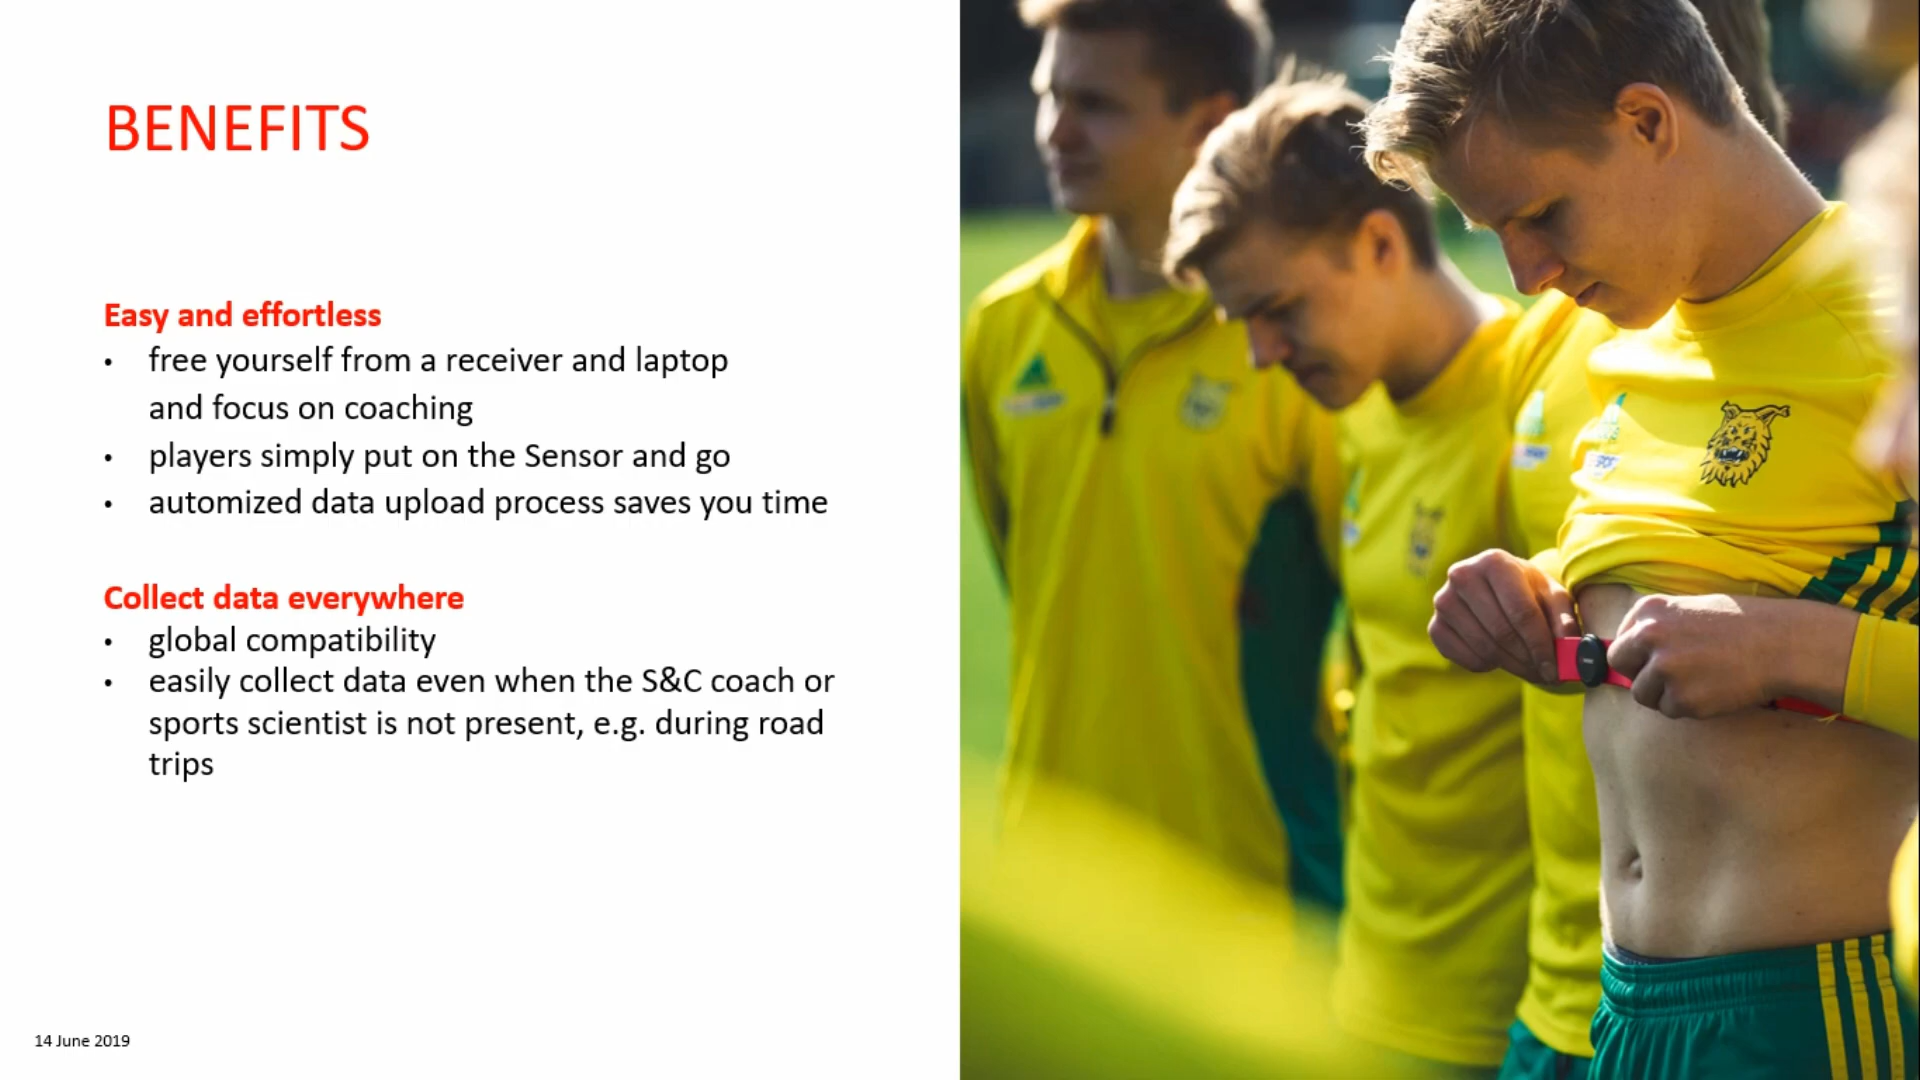 BENEFITS
Easy and effortless
• free yourself from a receiver and laptop
and focus on coaching
• players simply put on the Sensor and go
• automized data upload process saves you time
Collect data everywhere
• global compatibility
• easily collect data even when the S&C coach or
sports scientist is not present, e.g. during road
trips
14 June 2019